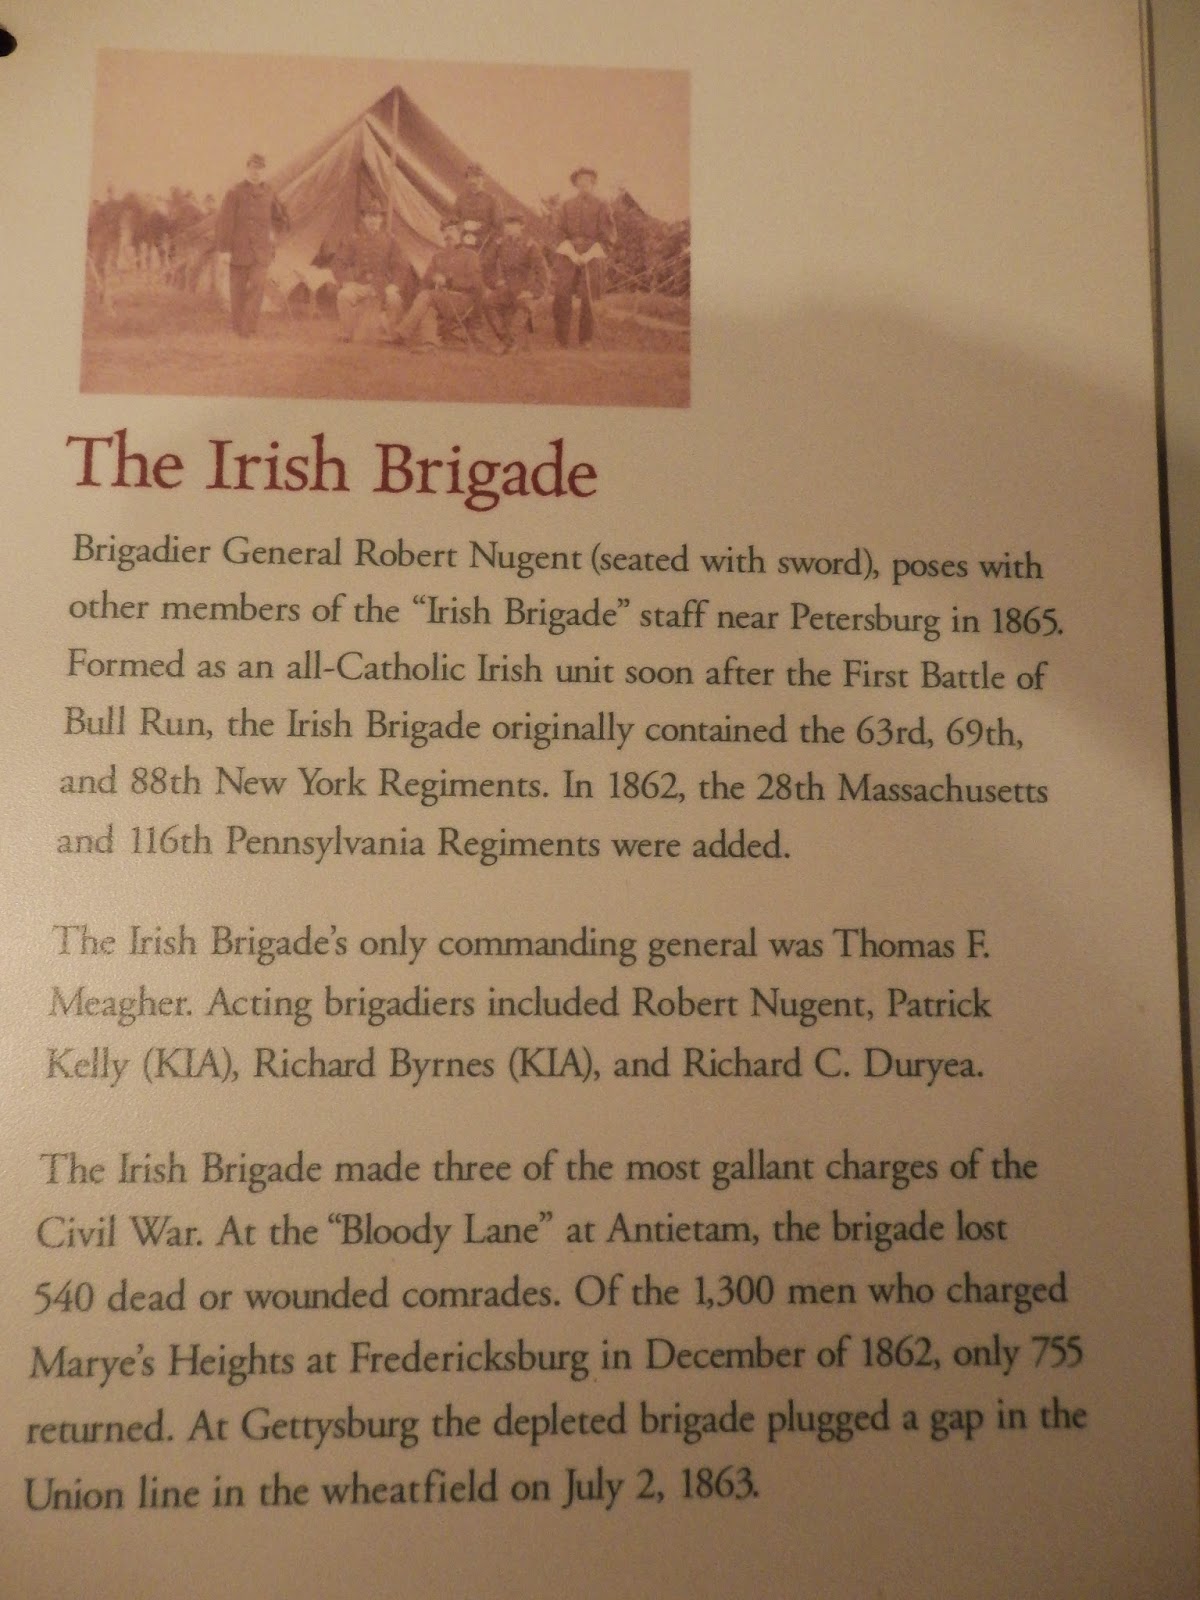 The Irish Brigade
Brigadier General Robert Nugent (seated with sword), poses with
other members of the “Irish Brigade” staff near Petersburg in 1865.
Formed as an all-Catholic Irish unit soon after the First Battle of
Bull Run, the Irish Brigade originally contained the 63rd, 69th,
and 88th New York Regiments. In 1862, the 28th Massachusetts
and 116th Pennsylvania Regiments were added.
The Irish Brigade’s only commanding general was Thomas F.
Meagher. Acting brigadiers included Robert Nugent, Patrick
Kelly (KIA), Richard Byrnes (KIA), and Richard C. Duryea.
The Irish Brigade made three of the most gallant charges of the
Civil War. At the “Bloody Lane” at Antietam, the brigade lost
540 dead or wounded comrades. Of the 1,300 men who charged
Marye’s Heights at Fredericksburg in December of 1862, only 755
returned. At Gettysburg the depleted brigade plugged a gap in the
Union line in the wheatfield on July 2, 1863.